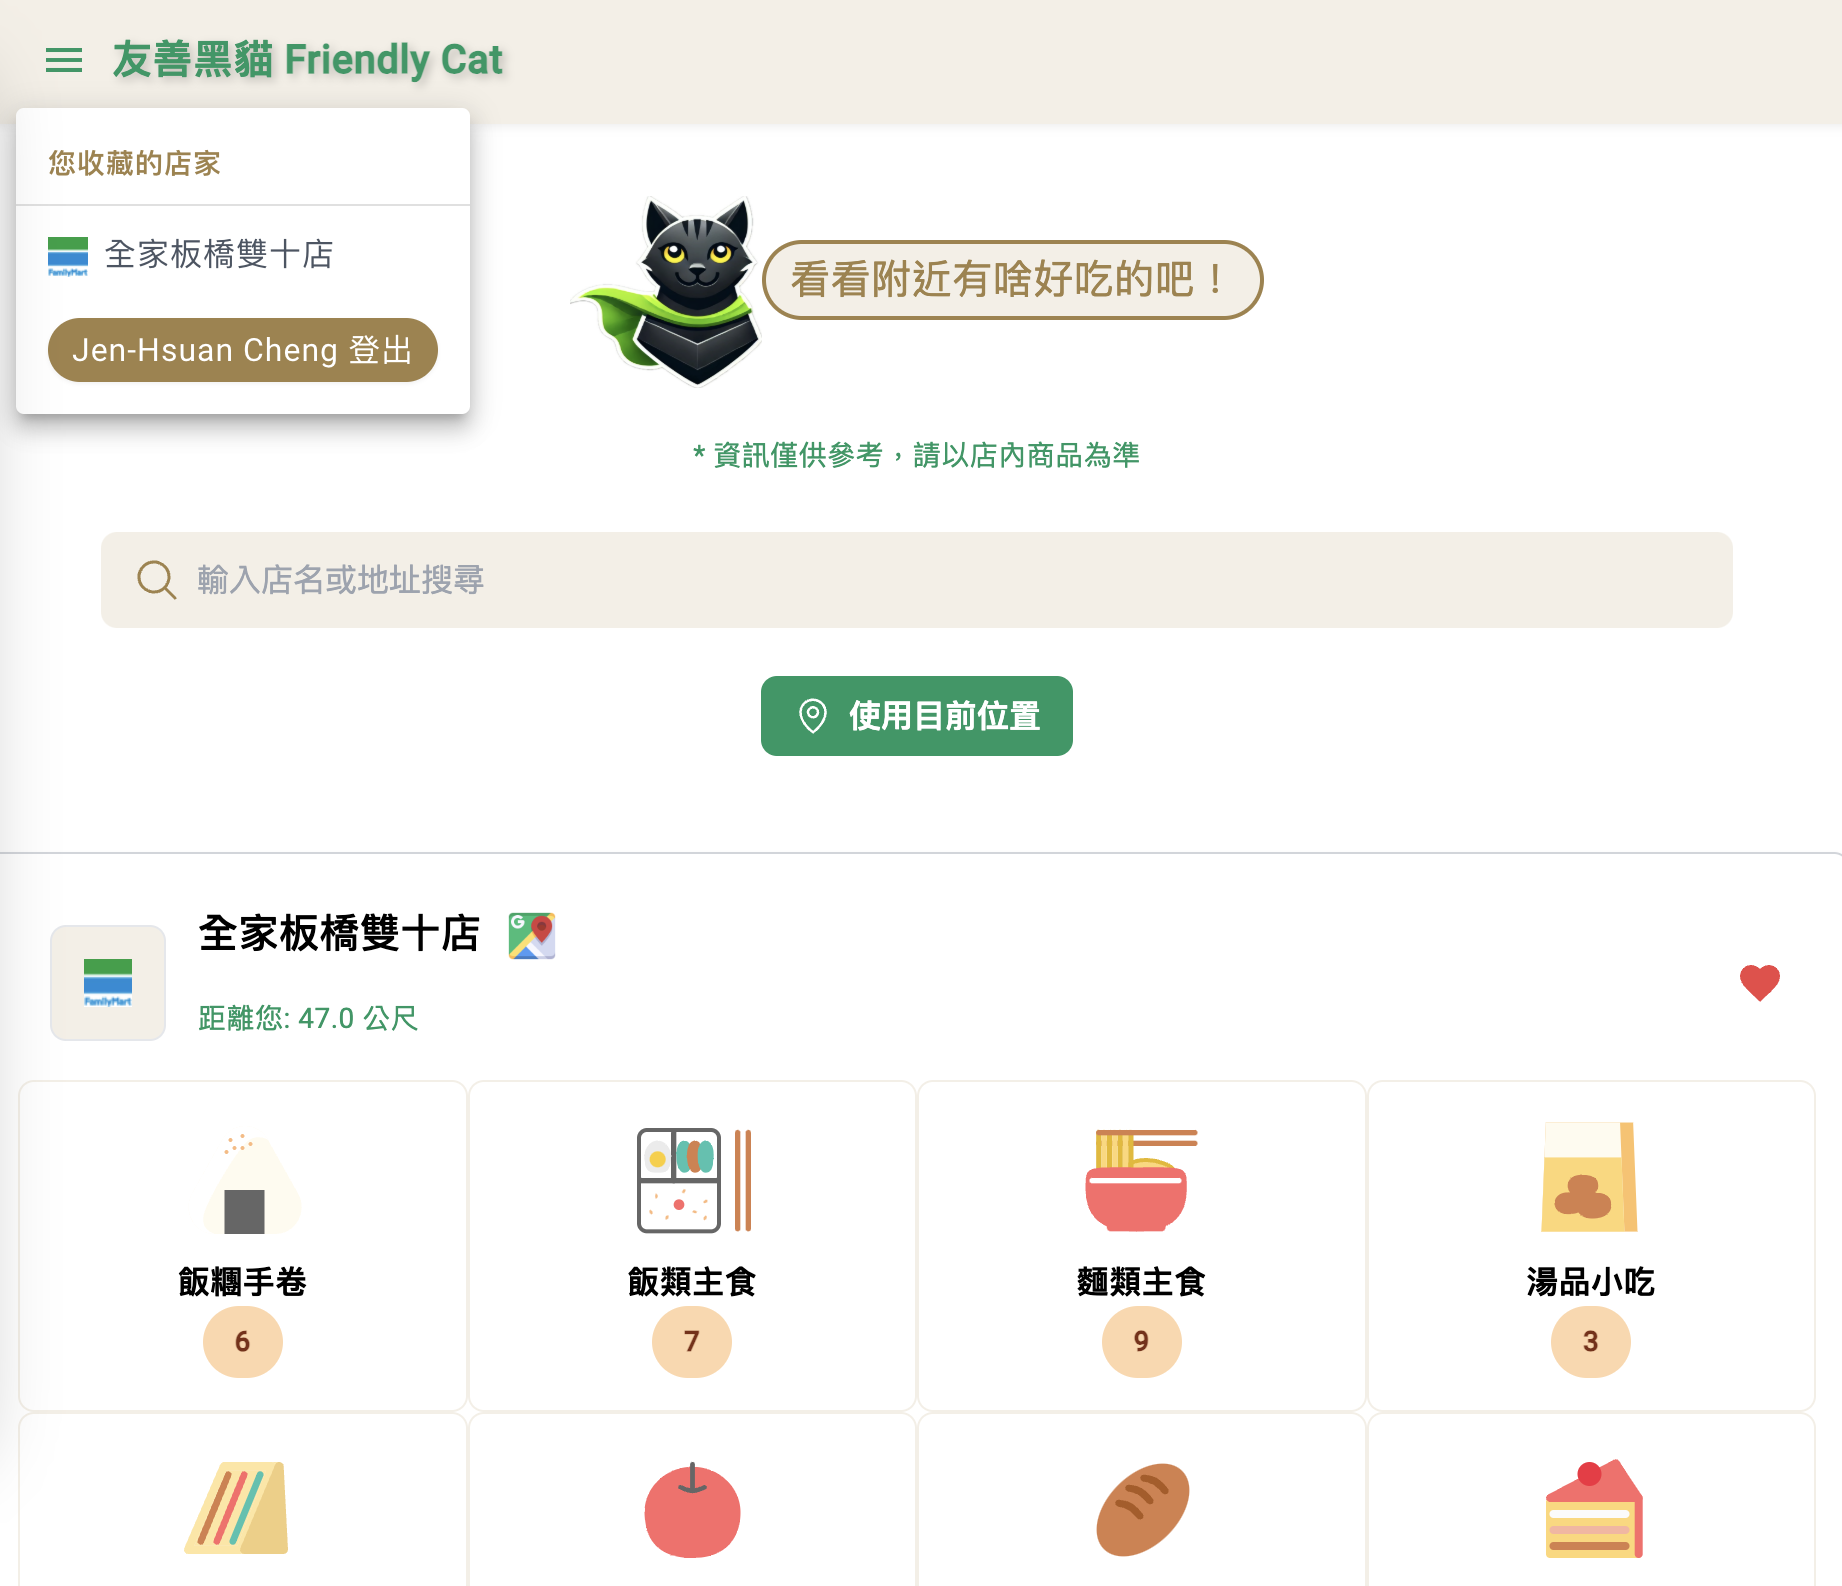 友善黑貓 Friendly Cat
您收藏的店家
FamilyMart
全家板橋雙十店
Jen-Hsuan Cheng 登出
看看附近有啥好吃的吧！
* 資訊僅供參考，請以店內商品為準
輸入店名或地址搜尋
使用目前位置
全家板橋雙十店
G
FamilyMart
距離您: 47.0 公尺
飯糰手卷
6
飯類主食
7
麵類主食
9
湯品小吃
3